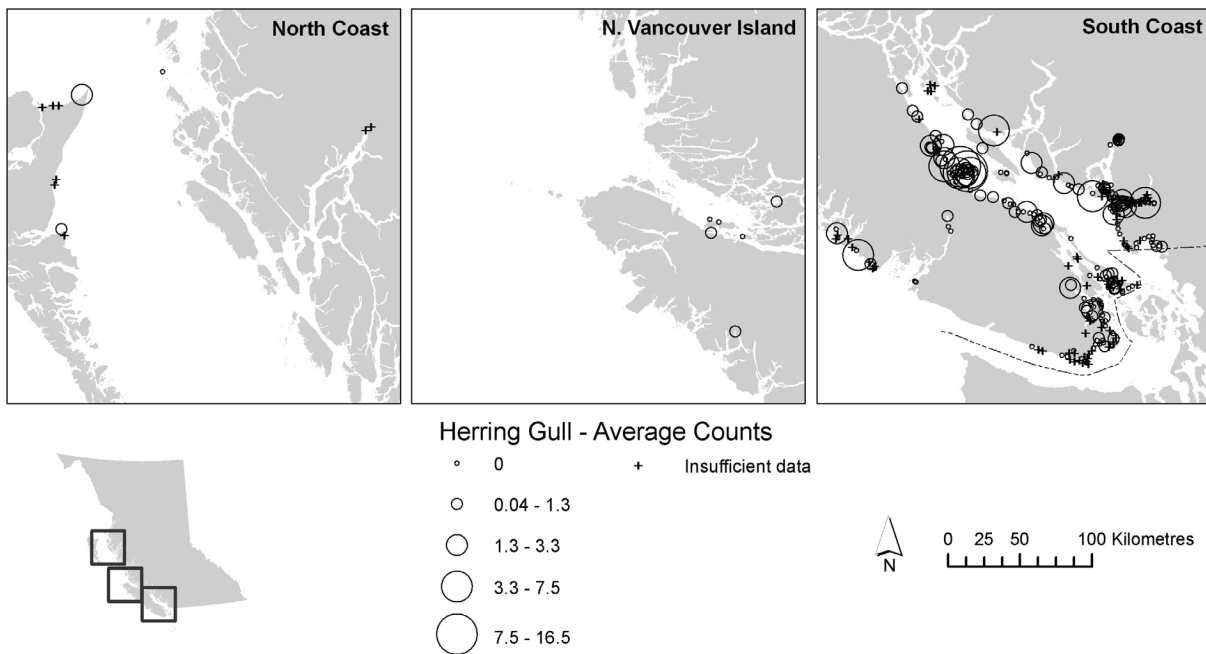 North Coast
N. Vancouver Island
South Coast
Herring Gull - Average Counts
0
Insufficient data
0.04 - 1.3
1.3 - 3.3
3.3 - 7.5
7.5 - 16.5
N
0 25 50 100 Kilometres